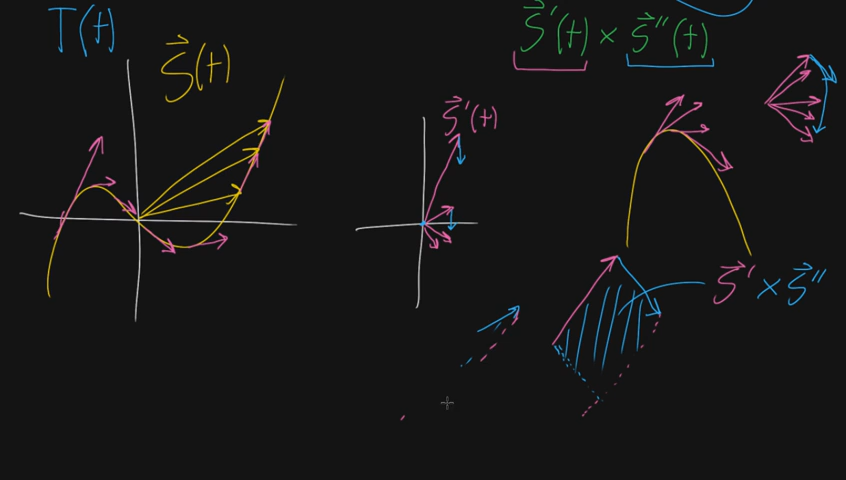 T(t)
S⃗(t)
S⃗'(t) × S⃗''(t)
S⃗'(t)
S⃗' × S⃗''